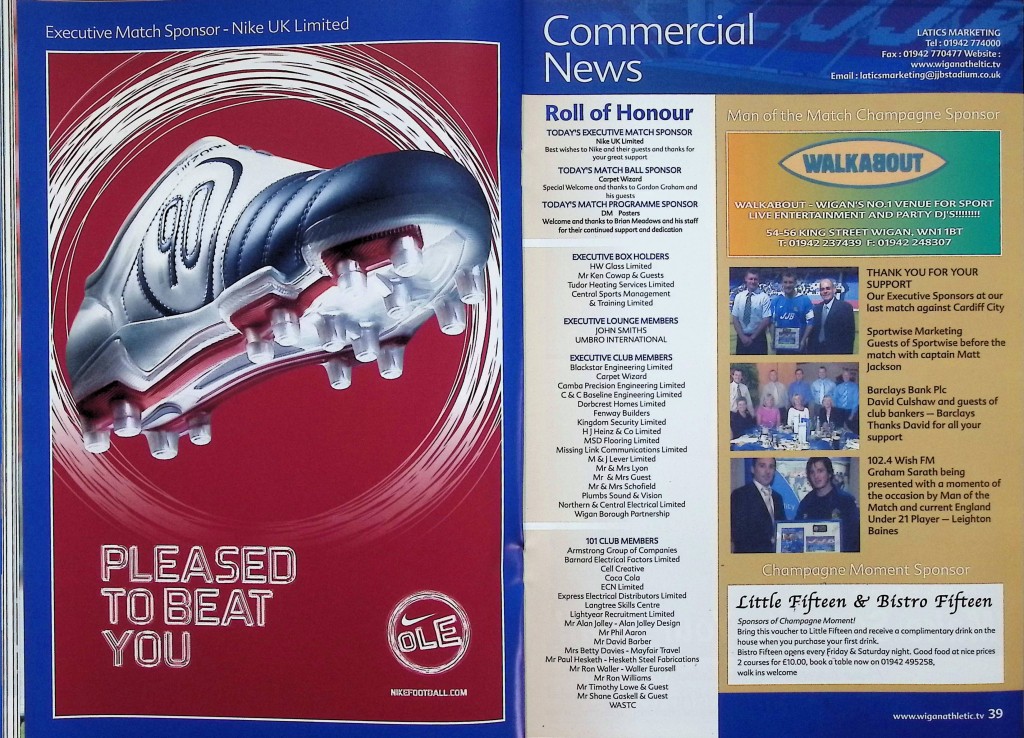 Executive Match Sponsor - Nike UK Limited
90
PLEASED
TO BEAT
YOU
OLE
NIKEFOOTBALL.COM
Commercial
News
LATICS MARKETING
Tel : 01942 774000
Fax : 01942 770477 Website :
www.wiganatheltic.tv
Email : laticsmarketing@jjbstadium.co.uk
Roll of Honour
TODAY'S EXECUTIVE MATCH SPONSOR
Nike UK Limited
Best wishes to Nike and their guests and thanks for
your great support
TODAY'S MATCH BALL SPONSOR
Carpet Wizard
Special Welcome and thanks to Gordon Graham and
his guests
TODAY'S MATCH PROGRAMME SPONSOR
DM Posters
Welcome and thanks to Brian Meadows and his staff
for their continued support and dedication
EXECUTIVE BOX HOLDERS
HW Glass Limited
Mr Ken Cowap & Guests
Tudor Heating Services Limited
Central Sports Management
& Training Limited
EXECUTIVE LOUNGE MEMBERS
JOHN SMITHS
UMBRO INTERNATIONAL
EXECUTIVE CLUB MEMBERS
Blackstar Engineering Limited
Carpet Wizard
Camba Precision Engineering Limited
C & C Baseline Engineering Limited
Dorbcrest Homes Limited
Fenway Builders
Kingdom Security Limited
H J Heinz & Co Limited
MSD Flooring Limited
Missing Link Communications Limited
M & J Lever Limited
Mr & Mrs Lyon
Mr & Mrs Guest
Mr & Mrs Schofield
Plumbs Sound & Vision
Northern & Central Electrical Limited
Wigan Borough Partnership
101 CLUB MEMBERS
Armstrong Group of Companies
Barnard Electrical Factors Limited
Cell Creative
Coca Cola
ECN Limited
Express Electrical Distributors Limited
Langtree Skills Centre
Lightyear Recruitment Limited
Mr Alan Jolley - Alan Jolley Design
Mr Phil Aaron
Mr David Barber
Mrs Betty Davies - Mayfair Travel
Mr Paul Hesketh - Hesketh Steel Fabrications
Mr Ron Waller - Waller Eurosell
Mr Ron Williams
Mr Timothy Lowe & Guest
Mr Shane Gaskell & Guest
WASTC
Man of the Match Champagne Sponsor
WALKABOUT
WALKABOUT - WIGAN'S NO.1 VENUE FOR SPORT
LIVE ENTERTAINMENT AND PARTY DJ'S!!!!!!!!
54-56 KING STREET WIGAN, WN1 1BT
T: 01942 237439 F: 01942 248307
JJB
THANK YOU FOR YOUR
SUPPORT
Our Executive Sponsors at our
last match against Cardiff City
Sportwise Marketing
Guests of Sportwise before the
match with captain Matt
Jackson
Barclays Bank Plc
David Culshaw and guests of
club bankers — Barclays
Thanks David for all your
support
102.4 Wish FM
Graham Sarath being
presented with a momento of
the occasion by Man of the
Match and current England
Under 21 Player — Leighton
Baines
Champagne Moment Sponsor
Little Fifteen & Bistro Fifteen
Sponsors of Champagne Moment!
Bring this voucher to Little Fifteen and receive a complimentary drink on the
house when you purchase your first drink.
Bistro Fifteen opens every Friday & Saturday night. Good food at nice prices
2 courses for £10.00, book a table now on 01942 495258,
walk ins welcome
www.wiganathletic.tv 39